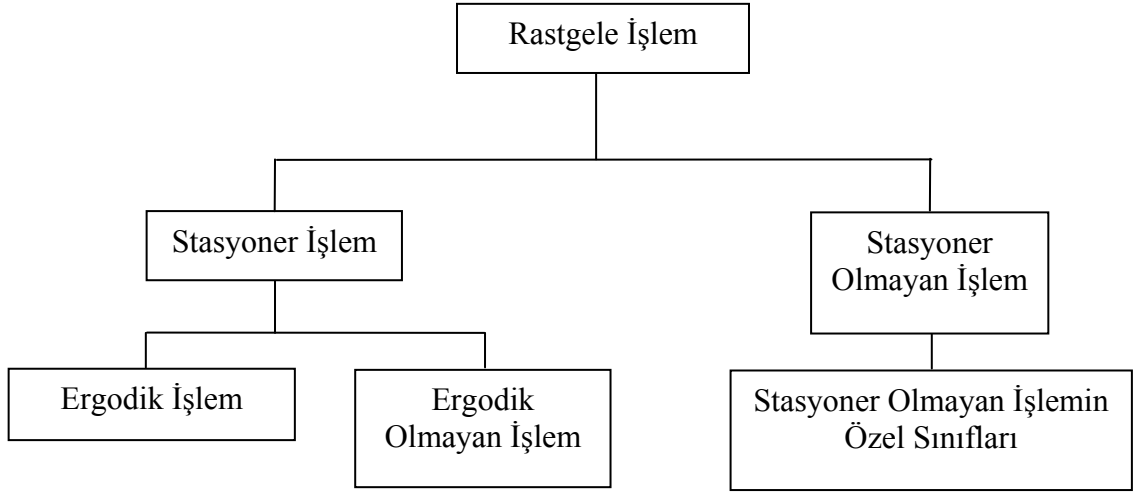 Rastgele İşlem
Stasyoner İşlem
Stasyoner
Olmayan İşlem
Ergodik İşlem
Ergodik
Olmayan İşlem
Stasyoner Olmayan İşlemin
Özel Sınıfları